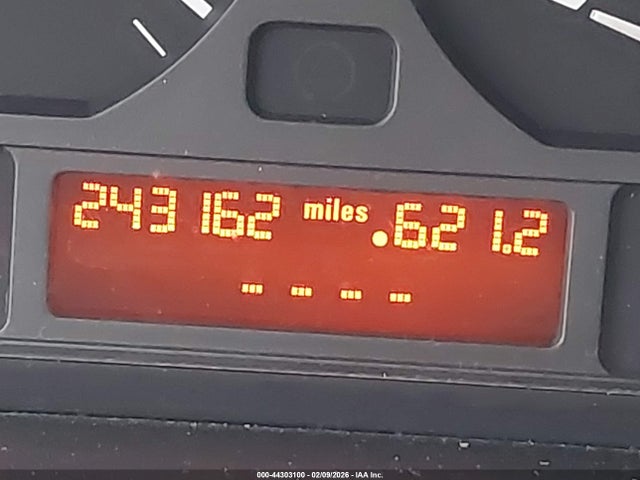 243162 miles .621.2
----
000-44303100 - 02/09/2026 - IAA Inc.